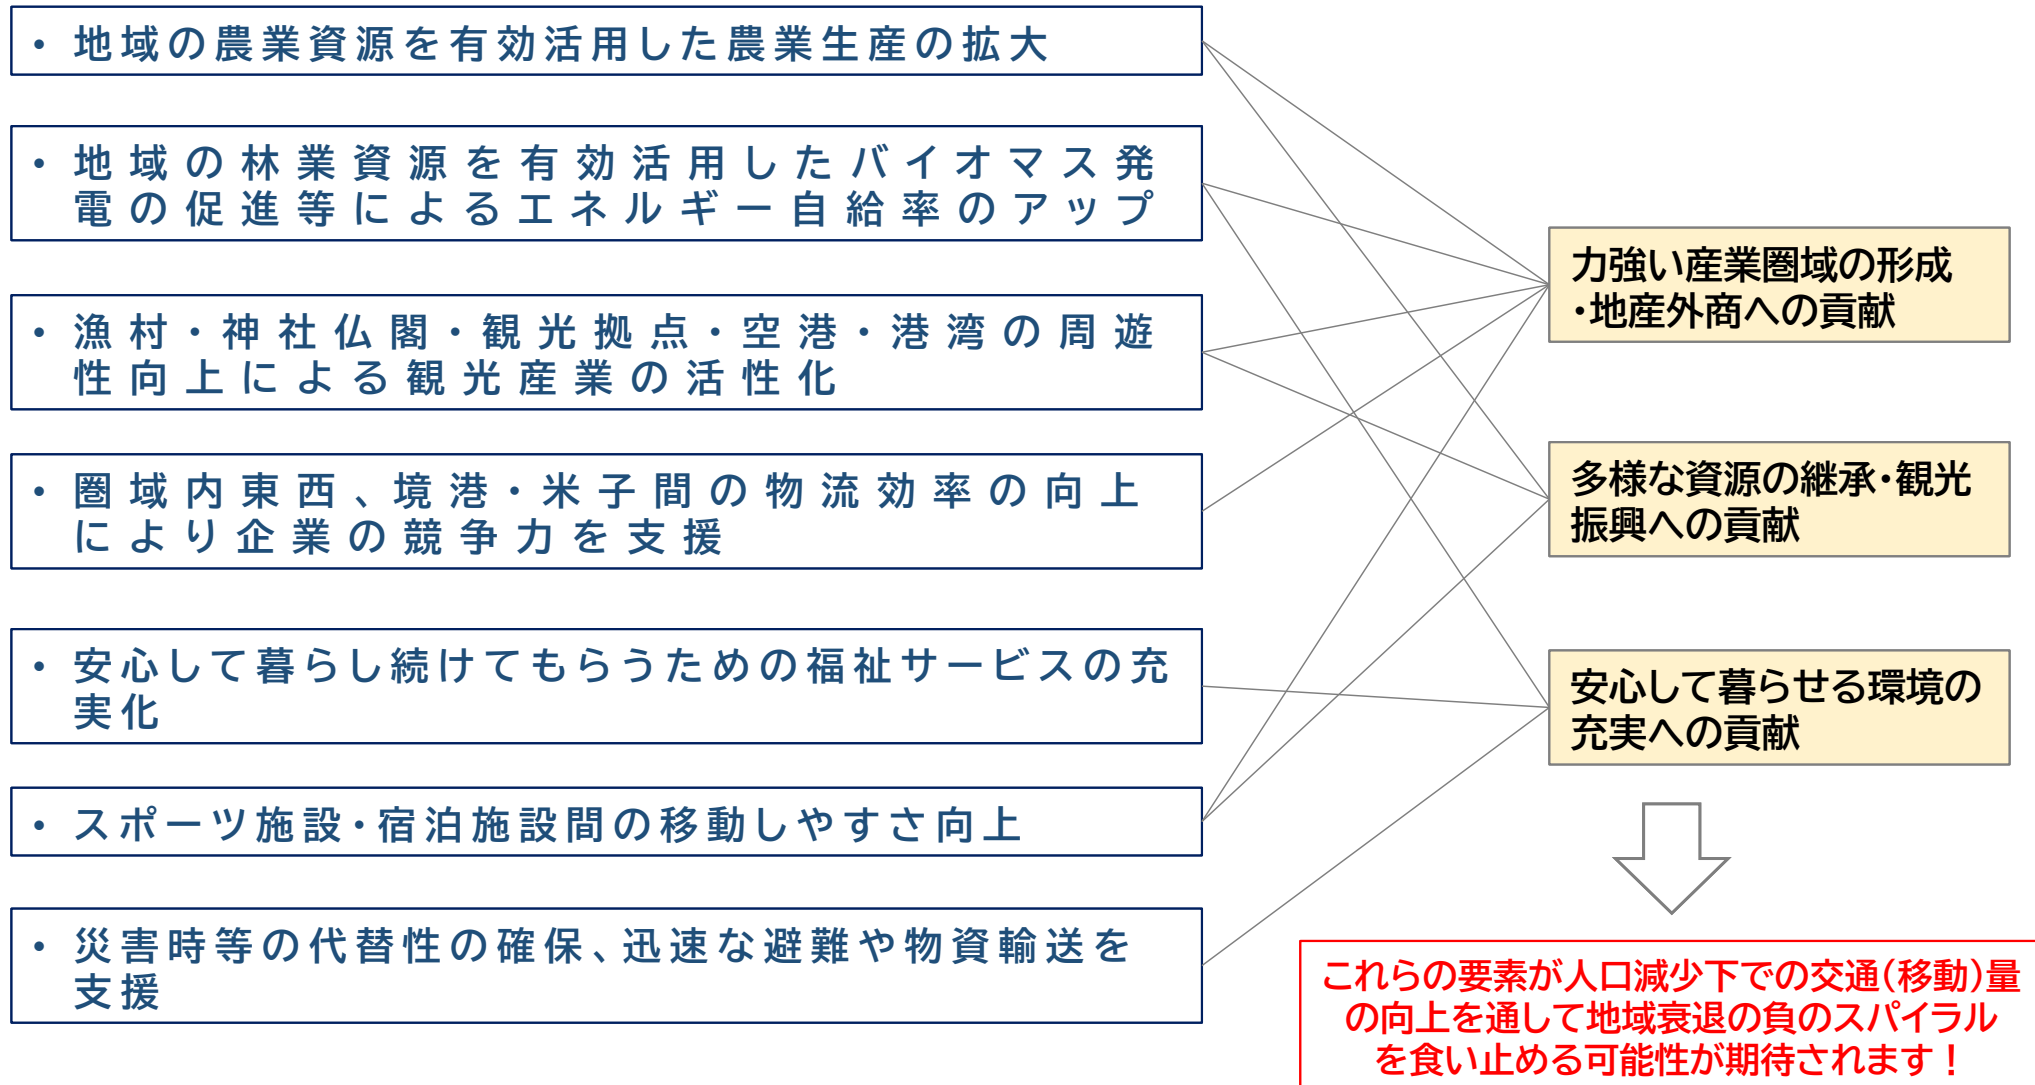 • 地域の農業資源を有効活用した農業生産の拡大
• 地域の林業資源を有効活用したバイオマス発
電の促進等によるエネルギー自給率のアップ
• 漁村・神社仏閣・観光拠点・空港・港湾の周遊
性向上による観光産業の活性化
• 圏域内東西、境港・米子間の物流効率の向上
により企業の競争力を支援
• 安心して暮らし続けてもらうための福祉サービスの充
実化
• スポーツ施設・宿泊施設間の移動しやすさ向上
• 災害時等の代替性の確保、迅速な避難や物資輸送を
支援
力強い産業圏域の形成
・地産外商への貢献
多様な資源の継承・観光
振興への貢献
安心して暮らせる環境の
充実への貢献
これらの要素が人口減少下での交通（移動）量
の向上を通して地域衰退の負のスパイラル
を食い止める可能性が期待されます！